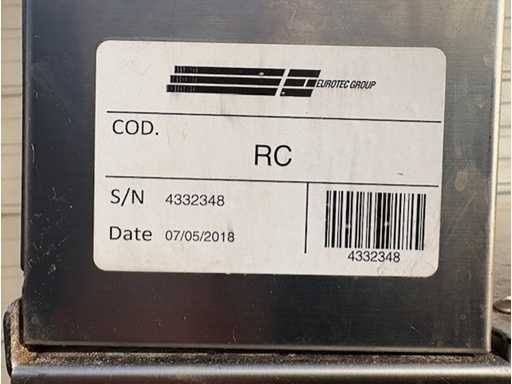 EUROTEC GROUP
COD.
RC
S/N 4332348
Date 07/05/2018
4332348